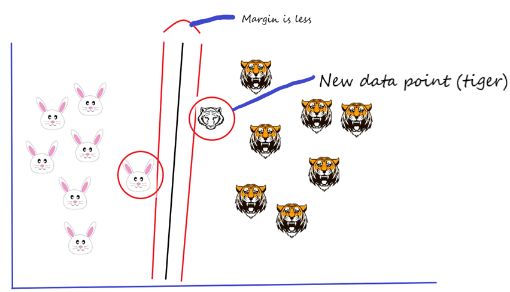 Margin is less
New data point (tiger)